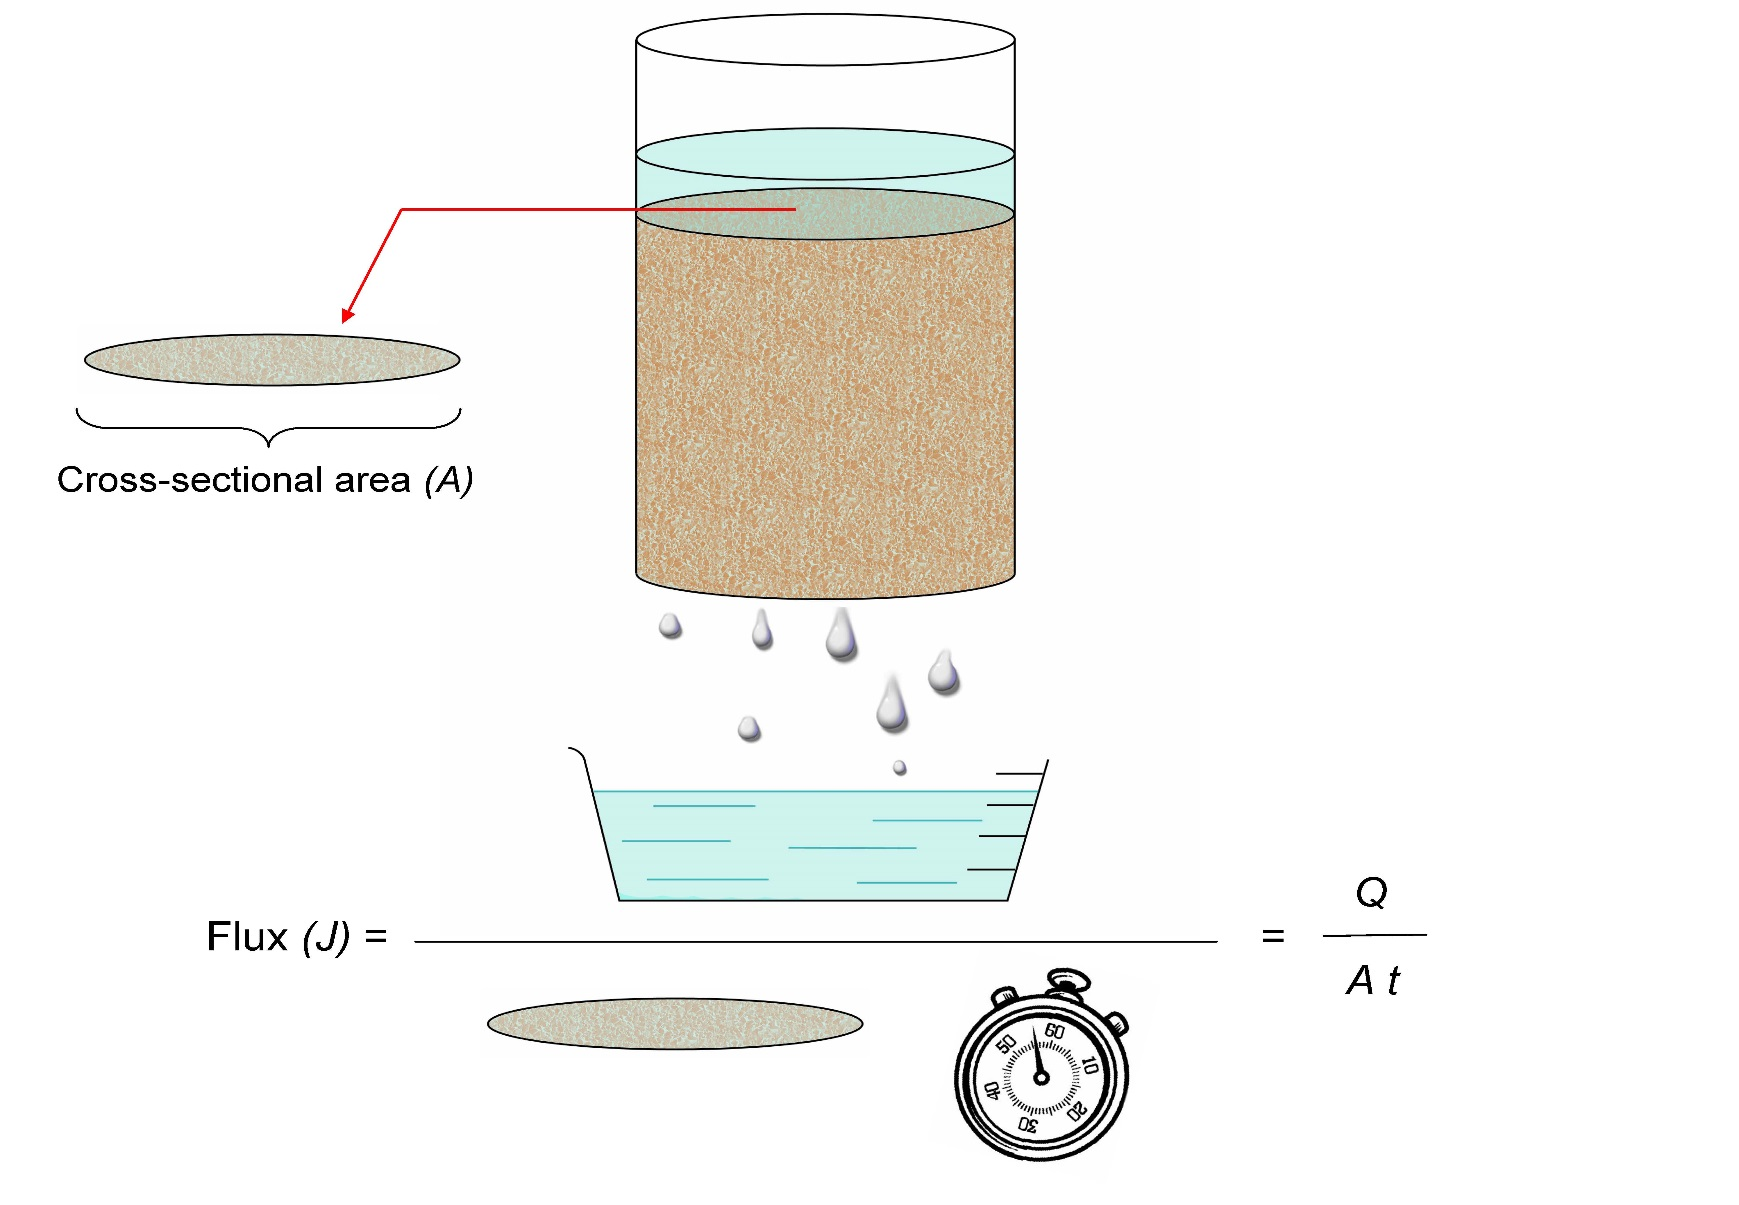 Cross-sectional area (A)
Flux (J) =
=
Q
A t
60
10
20
30
40
50